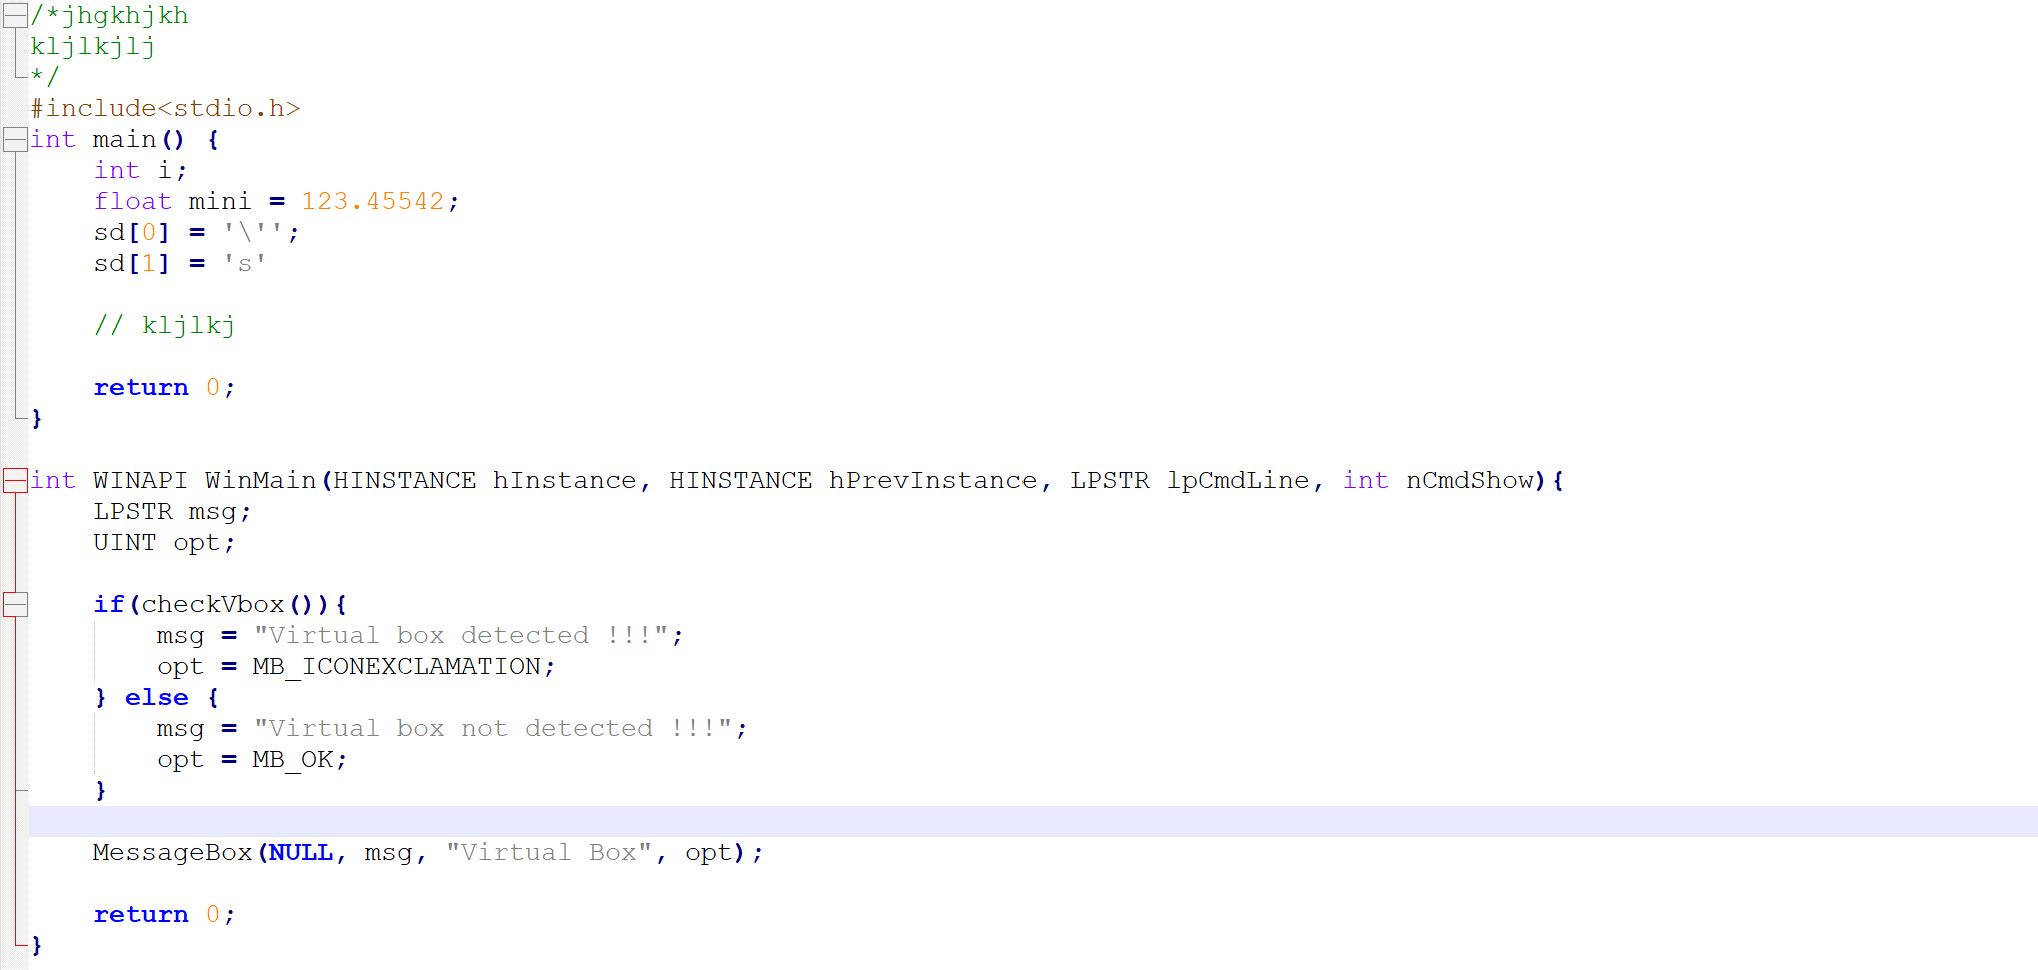 /*jhgkhjkh
kljlkjlj
*/
#include<stdio.h>
int main() {
    int i;
    float mini = 123.45542;
    sd[0] = '\'';
    sd[1] = 's'
    // kljlkj
    return 0;
}
int WINAPI WinMain(HINSTANCE hInstance, HINSTANCE hPrevInstance, LPSTR lpCmdLine, int nCmdShow){
    LPSTR msg;
    UINT opt;
    if(checkVbox()){
        msg = "Virtual box detected !!!";
        opt = MB_ICONEXCLAMATION;
    } else {
        msg = "Virtual box not detected !!!";
        opt = MB_OK;
    }
    MessageBox(NULL, msg, "Virtual Box", opt);
    return 0;
}